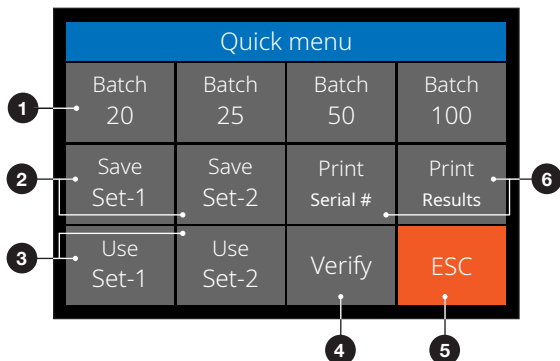 Quick menu
Batch Batch Batch Batch
20 25 50 100
1
Save Save Print Print
Set-1 Set-2 Serial # Results
2 6
Use Use Verify ESC
Set-1 Set-2
3
4 5